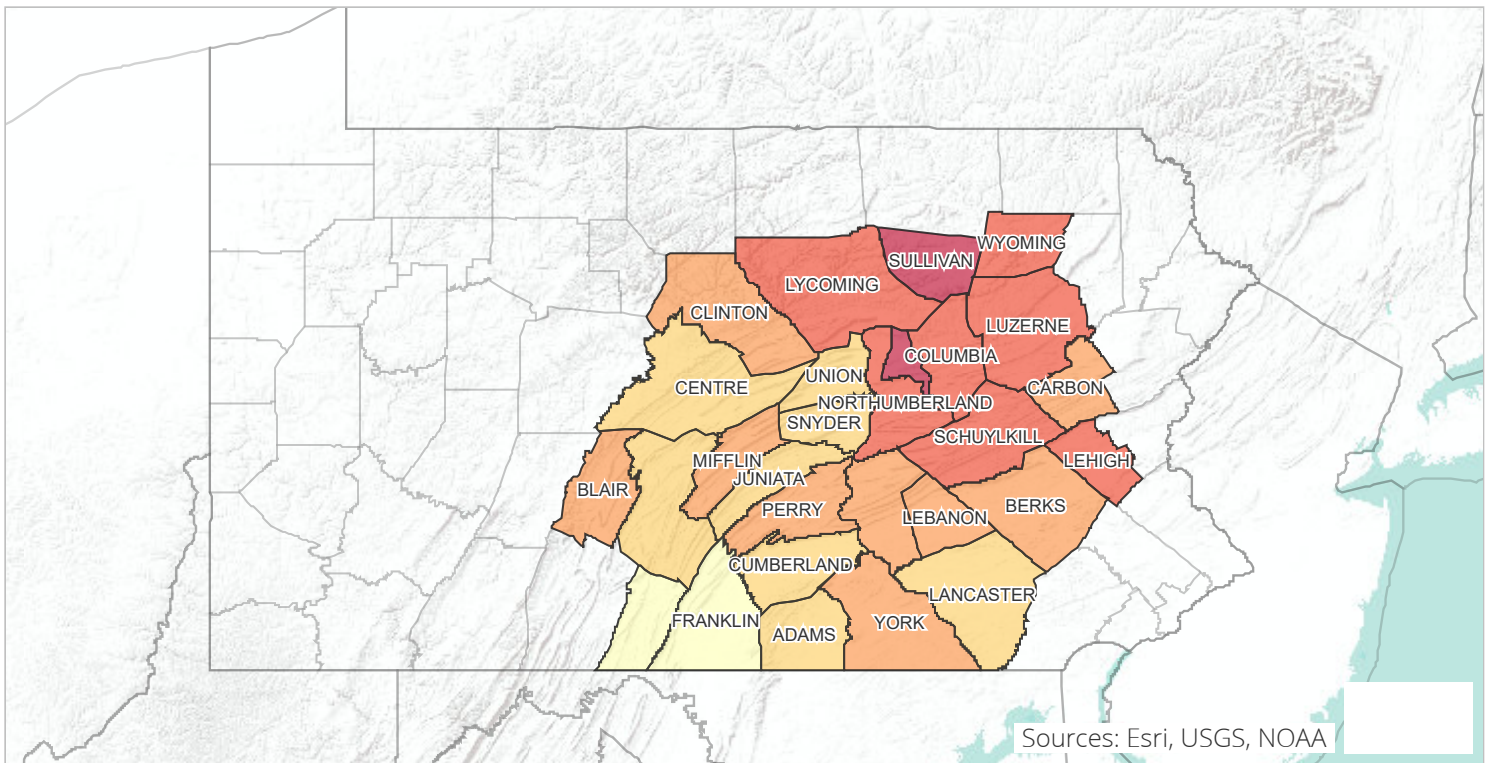 WYOMING
SULLIVAN
LYCOMING
CLINTON
LUZERNE
COLUMBIA
UNION
CENTRE
CARBON
NORTHUMBERLAND
SNYDER
SCHUYLKILL
MIFFLIN
LEHIGH
JUNIATA
BLAIR
PERRY
LEBANON
BERKS
CUMBERLAND
LANCASTER
FRANKLIN
YORK
ADAMS
Sources: Esri, USGS, NOAA